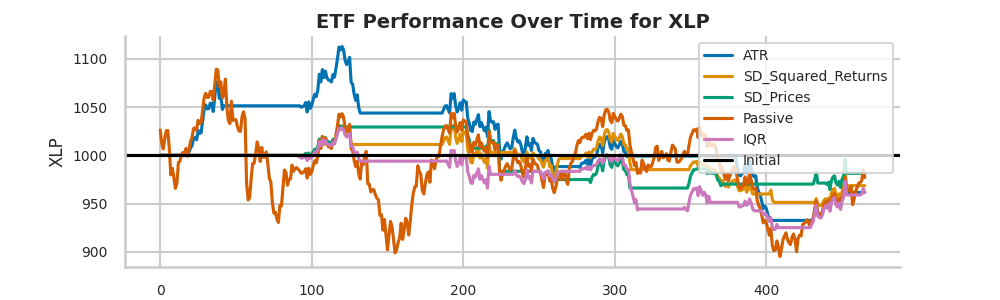 ETF Performance Over Time for XLP
XLP
1100
1050
1000
950
900
0
100
200
300
400
ATR
SD_Squared_Returns
SD_Prices
Passive
IQR
Initial